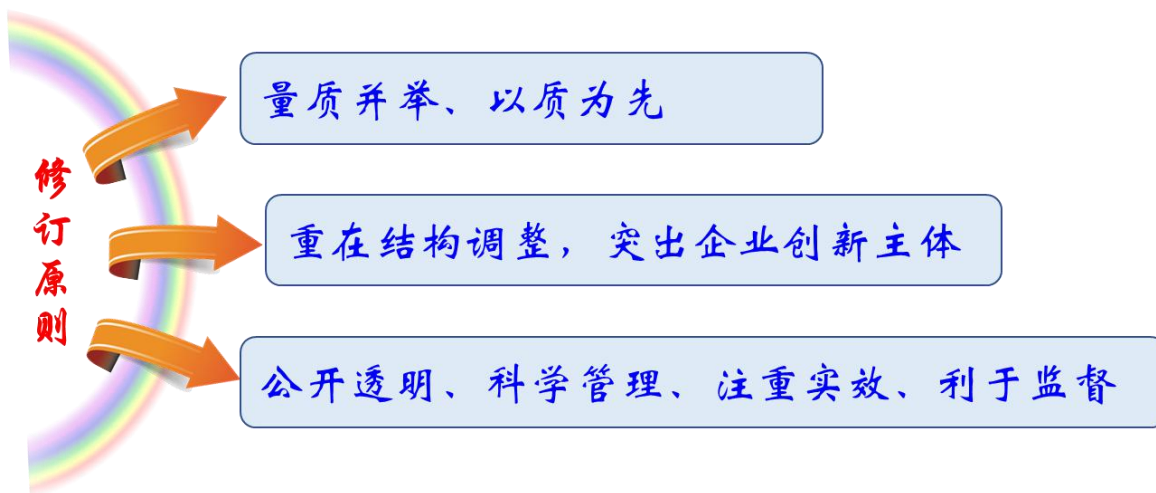 修订原则
量质并举、以质为先
重在结构调整，突出企业创新主体
公开透明、科学管理、注重实效、利于监督